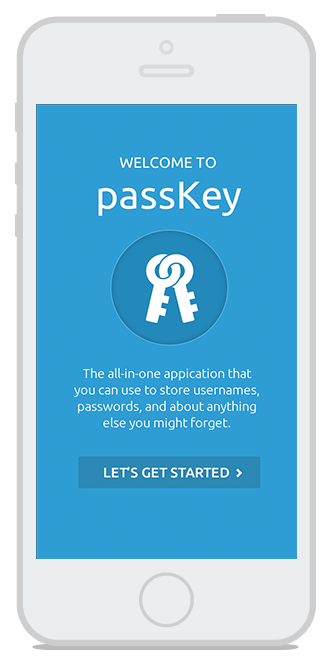 WELCOME TO
passKey
The all-in-one appication that
you can use to store usernames,
passwords, and about anything
else you might forget.
LET'S GET STARTED >